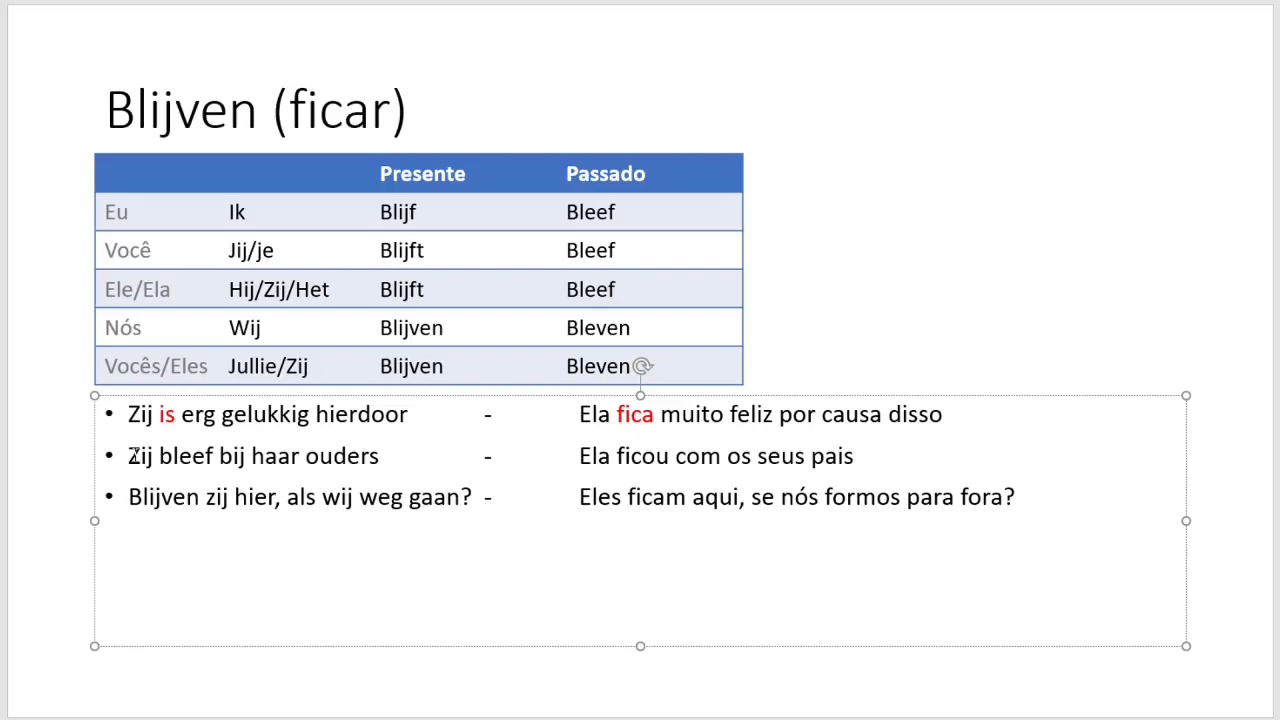 Blijven (ficar)
Presente Passado
Eu Ik Blijf Bleef
Você Jij/je Blijft Bleef
Ele/Ela Hij/Zij/Het Blijft Bleef
Nós Wij Blijven Bleven
Vocês/Eles Jullie/Zij Blijven Bleven
• Zij is erg gelukkig hierdoor - Ela fica muito feliz por causa disso
• Zij bleef bij haar ouders - Ela ficou com os seus pais
• Blijven zij hier, als wij weg gaan? - Eles ficam aqui, se nós formos para fora?